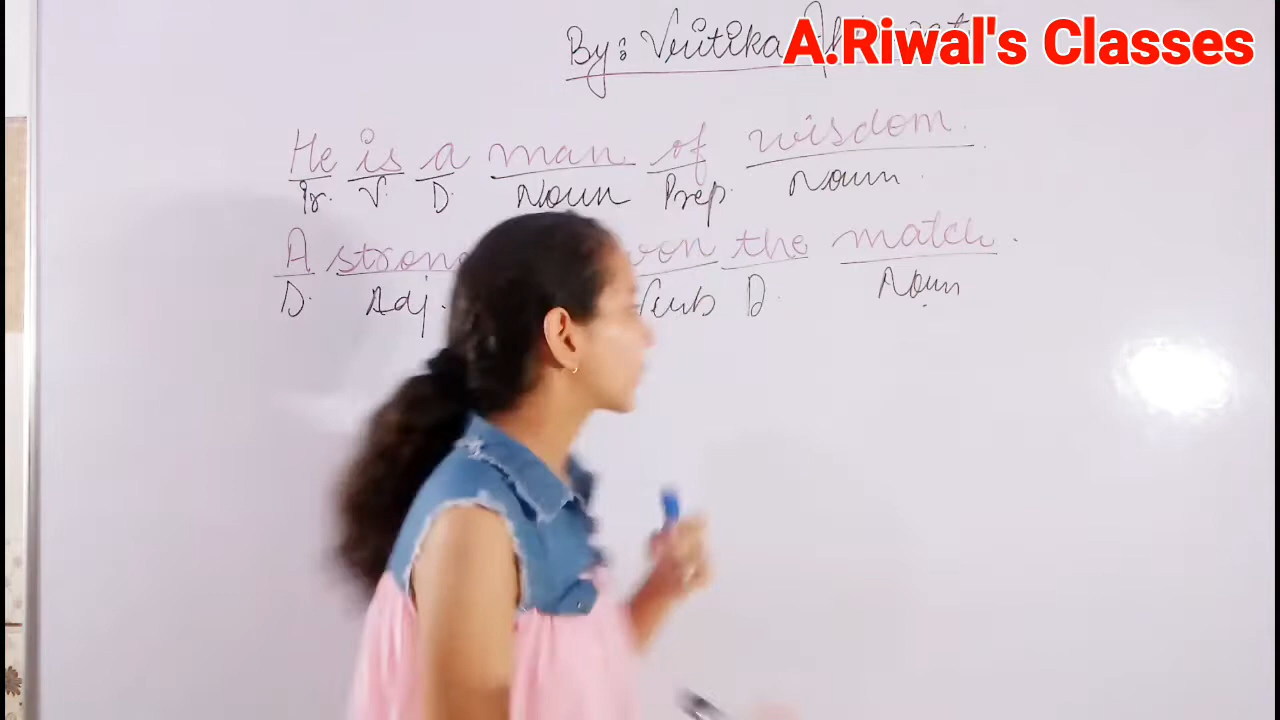 By: Vritika
A.Riwal's Classes
He is a man of wisdom.
Pr. V. D. Noun Prep. Noun
A strong won the match.
D. Adj. Verb D. Noun